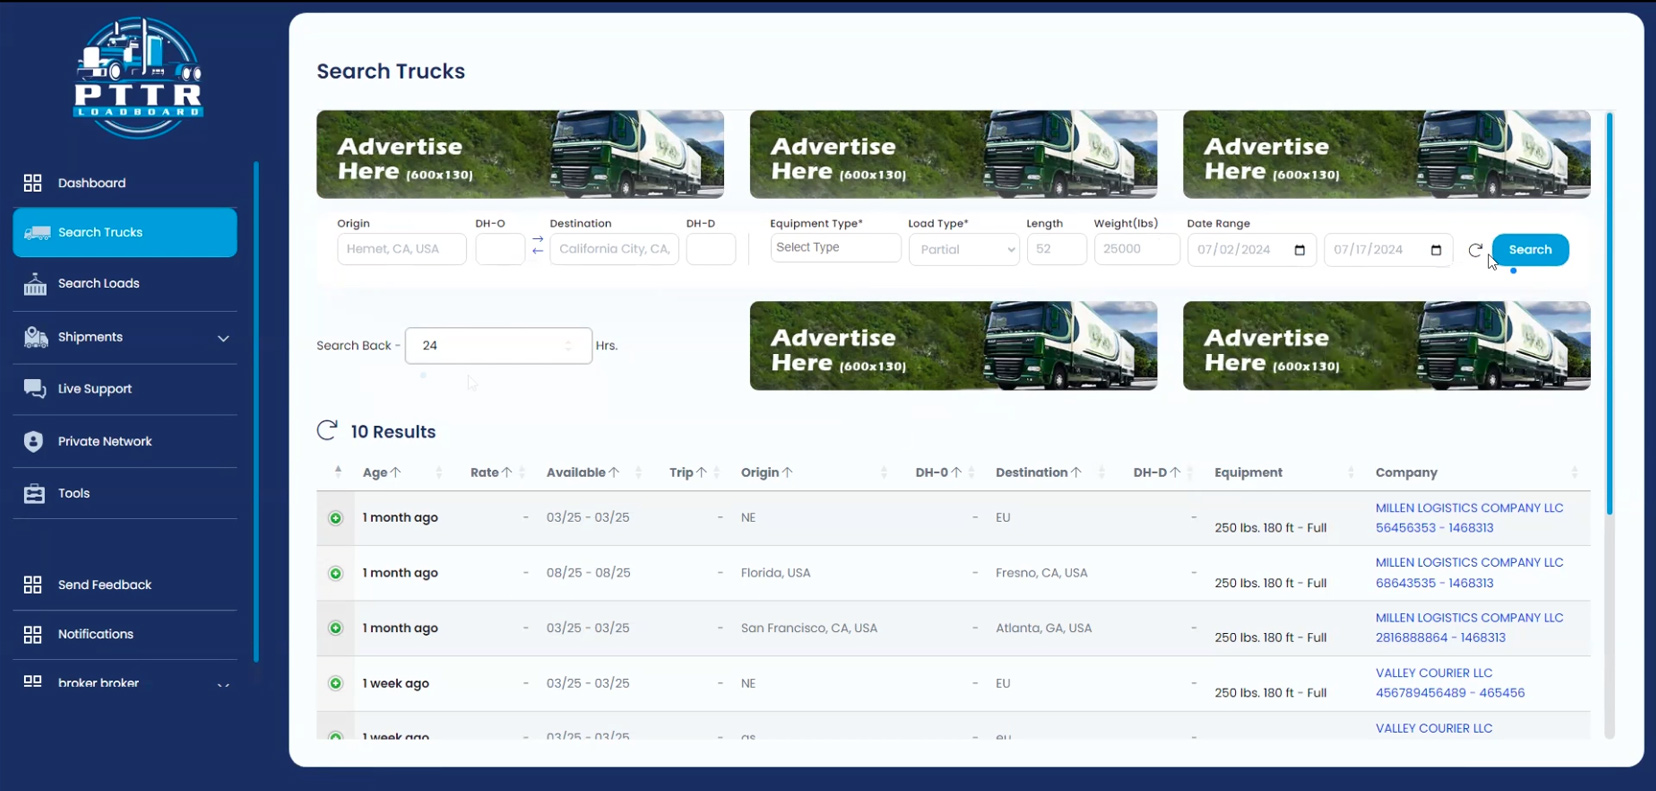 PTTR
LOADBOARD
Dashboard
Search Trucks
Search Loads
Shipments
Live Support
Private Network
Tools
Send Feedback
Notifications
broker broker
Search Trucks
Advertise
Here (600x130)
Advertise
Here (600x130)
Advertise
Here (600x130)
Origin DH-O Destination DH-D Equipment Type* Load Type* Length Weight(lbs) Date Range
Hemet, CA, USA California City, CA, Select Type Partial 52 25000 07/02/2024 07/17/2024 Search
Search Back - 24 Hrs.
Advertise
Here (600x130)
Advertise
Here (600x130)
10 Results
Age Rate Available Trip Origin DH-0 Destination DH-D Equipment Company
1 month ago - 03/25 - 03/25 - NE - EU - 250 lbs. 180 ft - Full MILLEN LOGISTICS COMPANY LLC
56456353 - 1468313
1 month ago - 08/25 - 08/25 - Florida, USA - Fresno, CA, USA - 250 lbs. 180 ft - Full MILLEN LOGISTICS COMPANY LLC
68643535 - 1468313
1 month ago - 03/25 - 03/25 - San Francisco, CA, USA - Atlanta, GA, USA - 250 lbs. 180 ft - Full MILLEN LOGISTICS COMPANY LLC
2816888864 - 1468313
1 week ago - 03/25 - 03/25 - NE - EU - 250 lbs. 180 ft - Full VALLEY COURIER LLC
456789456489 - 465456
1 week ago - 03/25 - 03/25 - as - eu - VALLEY COURIER LLC